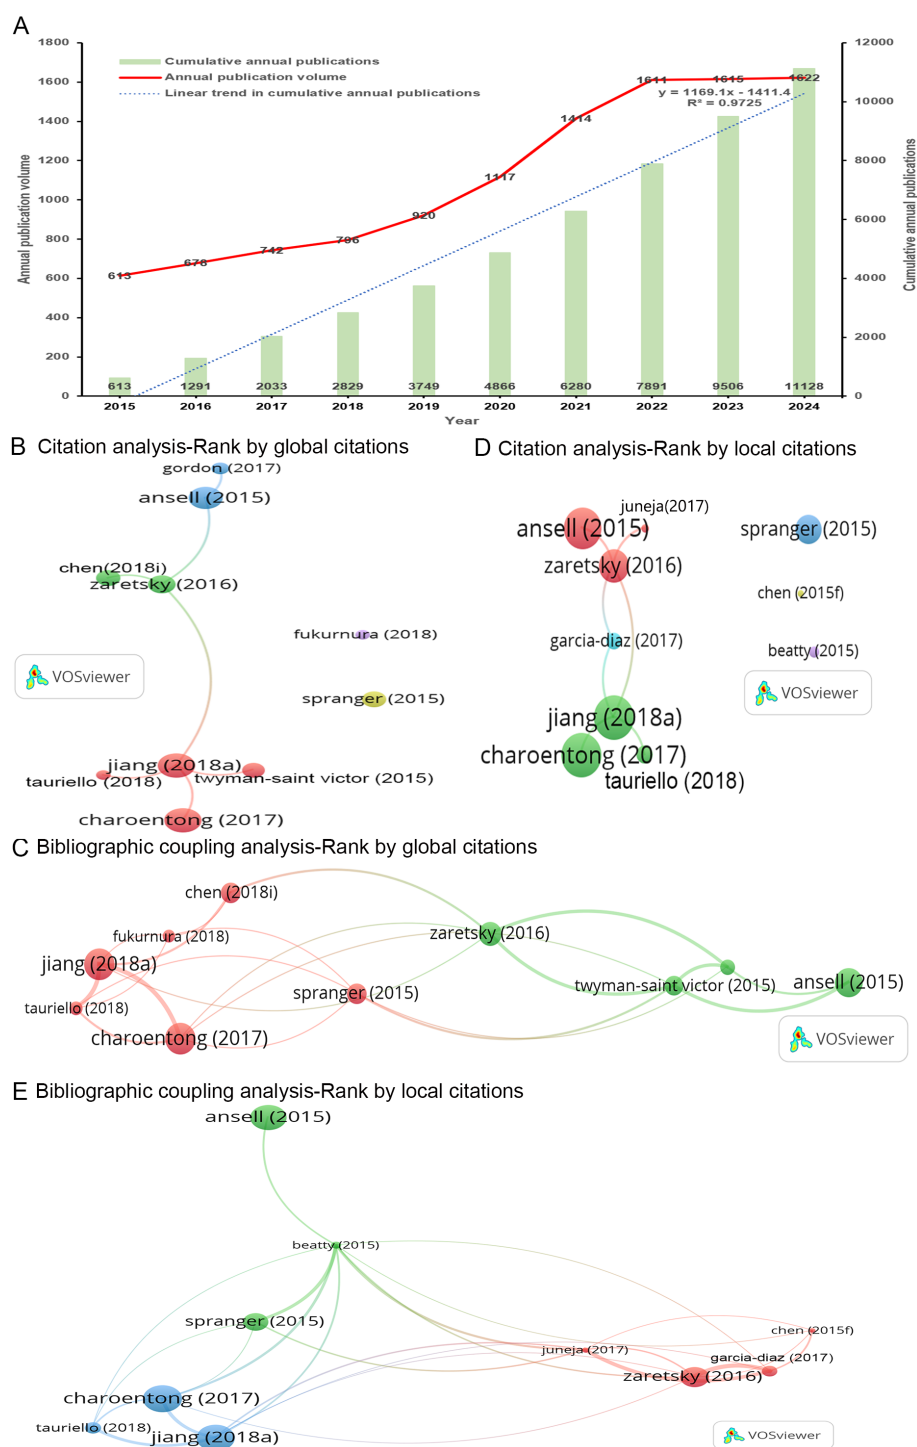 A
1800
1600
1400
1200
1000
800
600
400
200
0
Annual publication volume
12000
10000
8000
6000
4000
2000
0
Cumulative annual publications
Cumulative annual publications
Annual publication volume
Linear trend in cumulative annual publications
y = 1169.1x - 1411.4
R² = 0.9725
613 678 742 796 920 1117 1414 1611 1615 1622
613 1291 2033 2829 3749 4866 6280 7891 9506 11128
2015 2016 2017 2018 2019 2020 2021 2022 2023 2024
Year
B Citation analysis-Rank by global citations
gordon (2017)
ansell (2015)
chen(2018i)
zaretsky (2016)
fukurnura (2018)
VOSviewer
spranger (2015)
jiang (2018a)
tauriello (2018)
twyman-saint victor (2015)
charoentong (2017)
D Citation analysis-Rank by local citations
juneja(2017)
ansell (2015)
spranger (2015)
zaretsky (2016)
chen (2015f)
garcia-diaz (2017)
beatty (2015)
VOSviewer
jiang (2018a)
charoentong (2017)
tauriello (2018)
C Bibliographic coupling analysis-Rank by global citations
chen (2018i)
fukurnura (2018)
zaretsky (2016)
jiang (2018a)
twyman-saint victor (2015)
ansell (2015)
spranger (2015)
tauriello (2018)
charoentong (2017)
VOSviewer
E Bibliographic coupling analysis-Rank by local citations
ansell (2015)
beatty (2015)
spranger (2015)
chen (2015f)
juneja (2017)
garcia-diaz (2017)
zaretsky (2016)
charoentong (2017)
tauriello (2018)
jiang (2018a)
VOSviewer